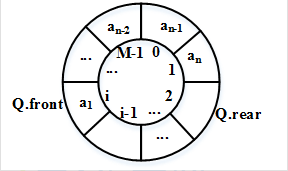 an-2 an-1
... M-1 0 an
... 1
Q.front a1 i 2 Q.rear
i-1 ...
...